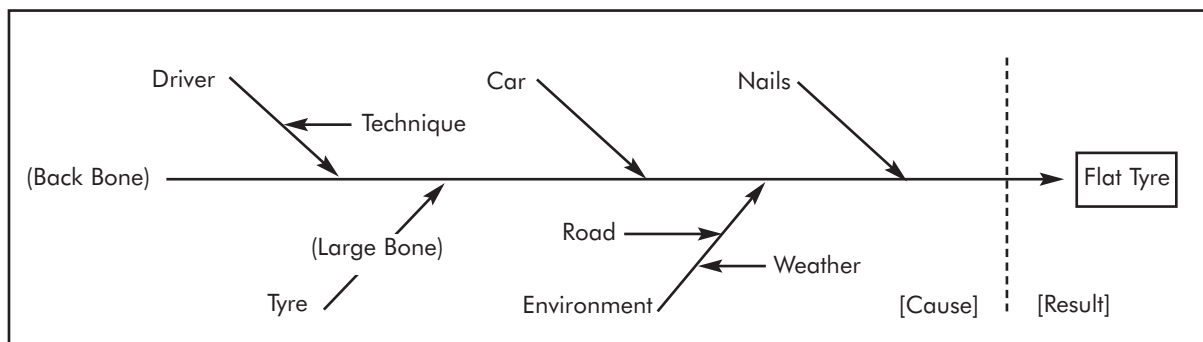 Driver
Car
Nails
Technique
(Back Bone)
Flat Tyre
Road
(Large Bone)
Weather
Tyre
Environment
[Cause]
[Result]